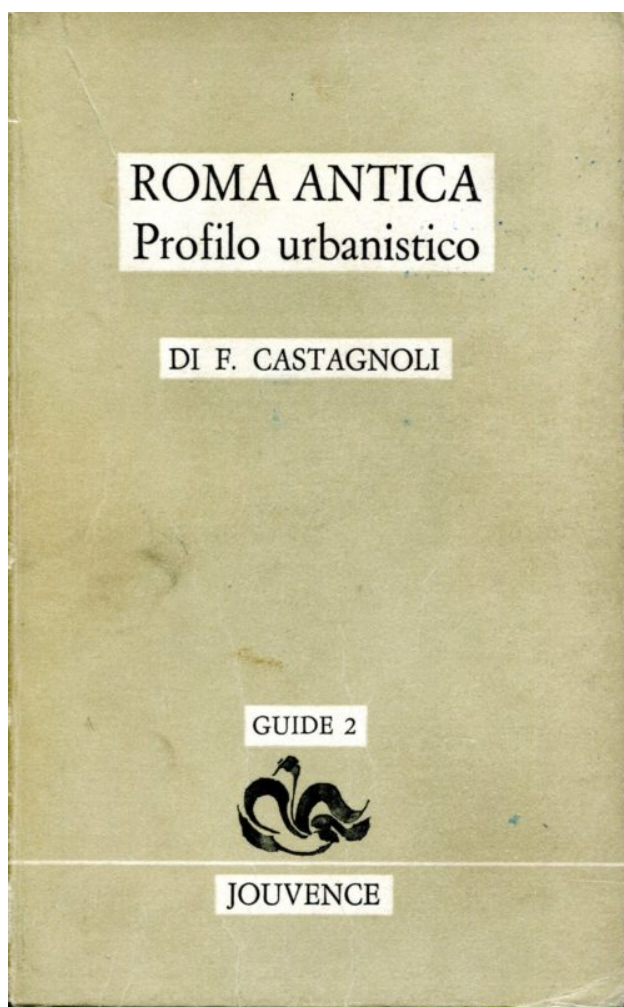 ROMA ANTICA
Profilo urbanistico
DI F. CASTAGNOLI
GUIDE 2
JOUVENCE